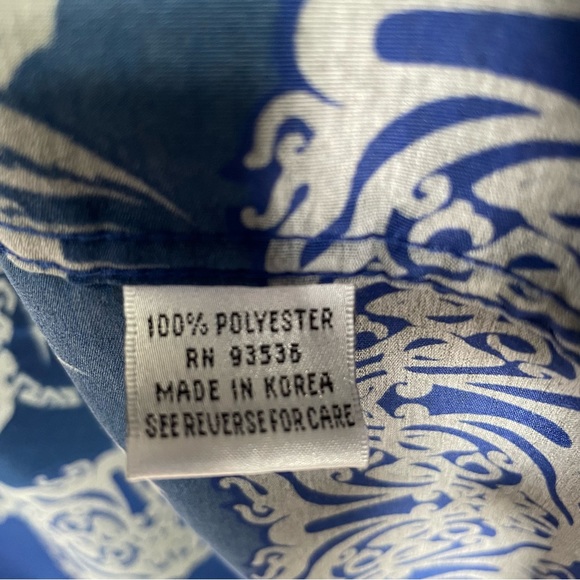 100% POLYESTER
RN 93536
MADE IN KOREA
SEE REVERSE FOR CARE